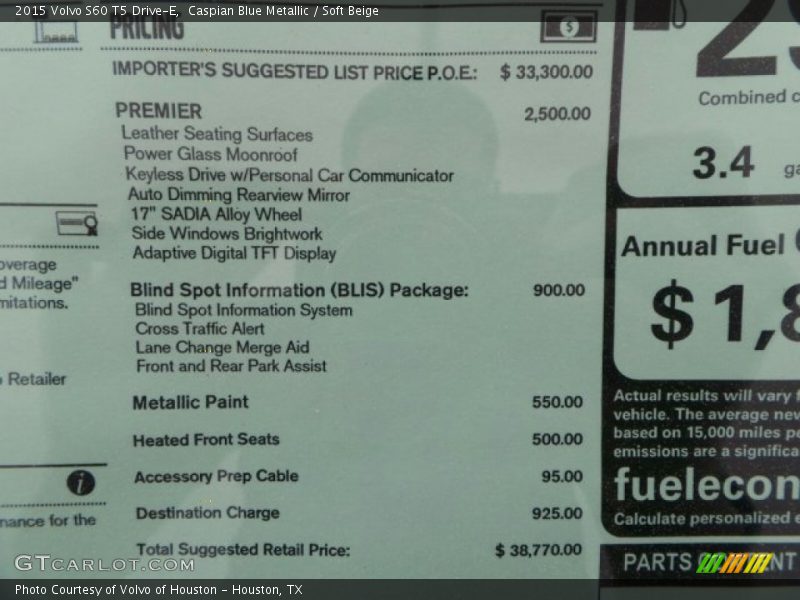 2015 Volvo S60 T5 Drive-E, Caspian Blue Metallic / Soft Beige
PRICING
IMPORTER'S SUGGESTED LIST PRICE P.O.E.: $ 33,300.00
PREMIER 2,500.00
Leather Seating Surfaces
Power Glass Moonroof
Keyless Drive w/Personal Car Communicator
Auto Dimming Rearview Mirror
17" SADIA Alloy Wheel
Side Windows Brightwork
Adaptive Digital TFT Display
Blind Spot Information (BLIS) Package: 900.00
Blind Spot Information System
Cross Traffic Alert
Lane Change Merge Aid
Front and Rear Park Assist
Metallic Paint 550.00
Heated Front Seats 500.00
Accessory Prep Cable 95.00
Destination Charge 925.00
Total Suggested Retail Price: $ 38,770.00
overage
d Mileage"
mitations.
Retailer
nance for the
2
Combined c
3.4 ga
Annual Fuel
$ 1,8
Actual results will vary f
vehicle. The average new
based on 15,000 miles pe
emissions are a significa
fuelecon
Calculate personalized e
PARTS NT
GTCARLOT.COM
Photo Courtesy of Volvo of Houston - Houston, TX